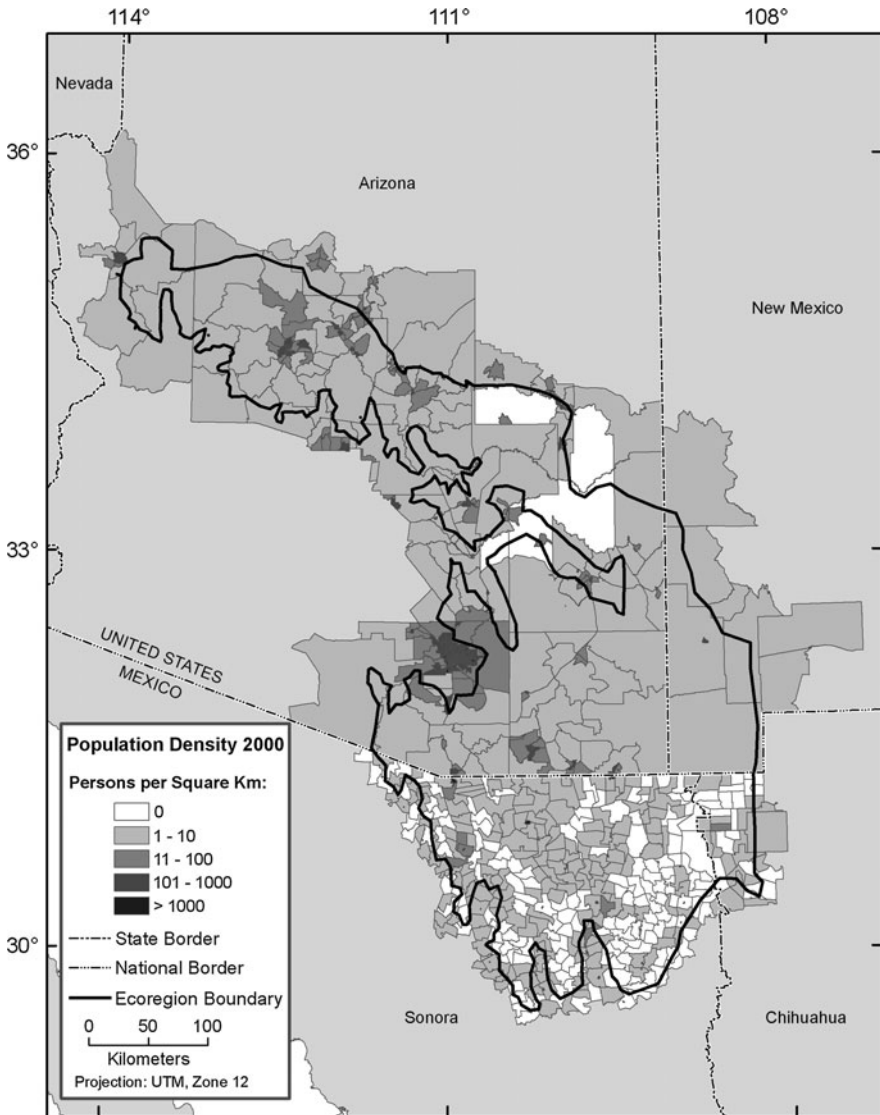 114°
111°
108°
Nevada
36°
Arizona
New Mexico
33°
UNITED STATES
MEXICO
Population Density 2000
Persons per Square Km:
0
1 - 10
11 - 100
101 - 1000
> 1000
State Border
National Border
Ecoregion Boundary
0 50 100
Kilometers
Projection: UTM, Zone 12
30°
Sonora
Chihuahua